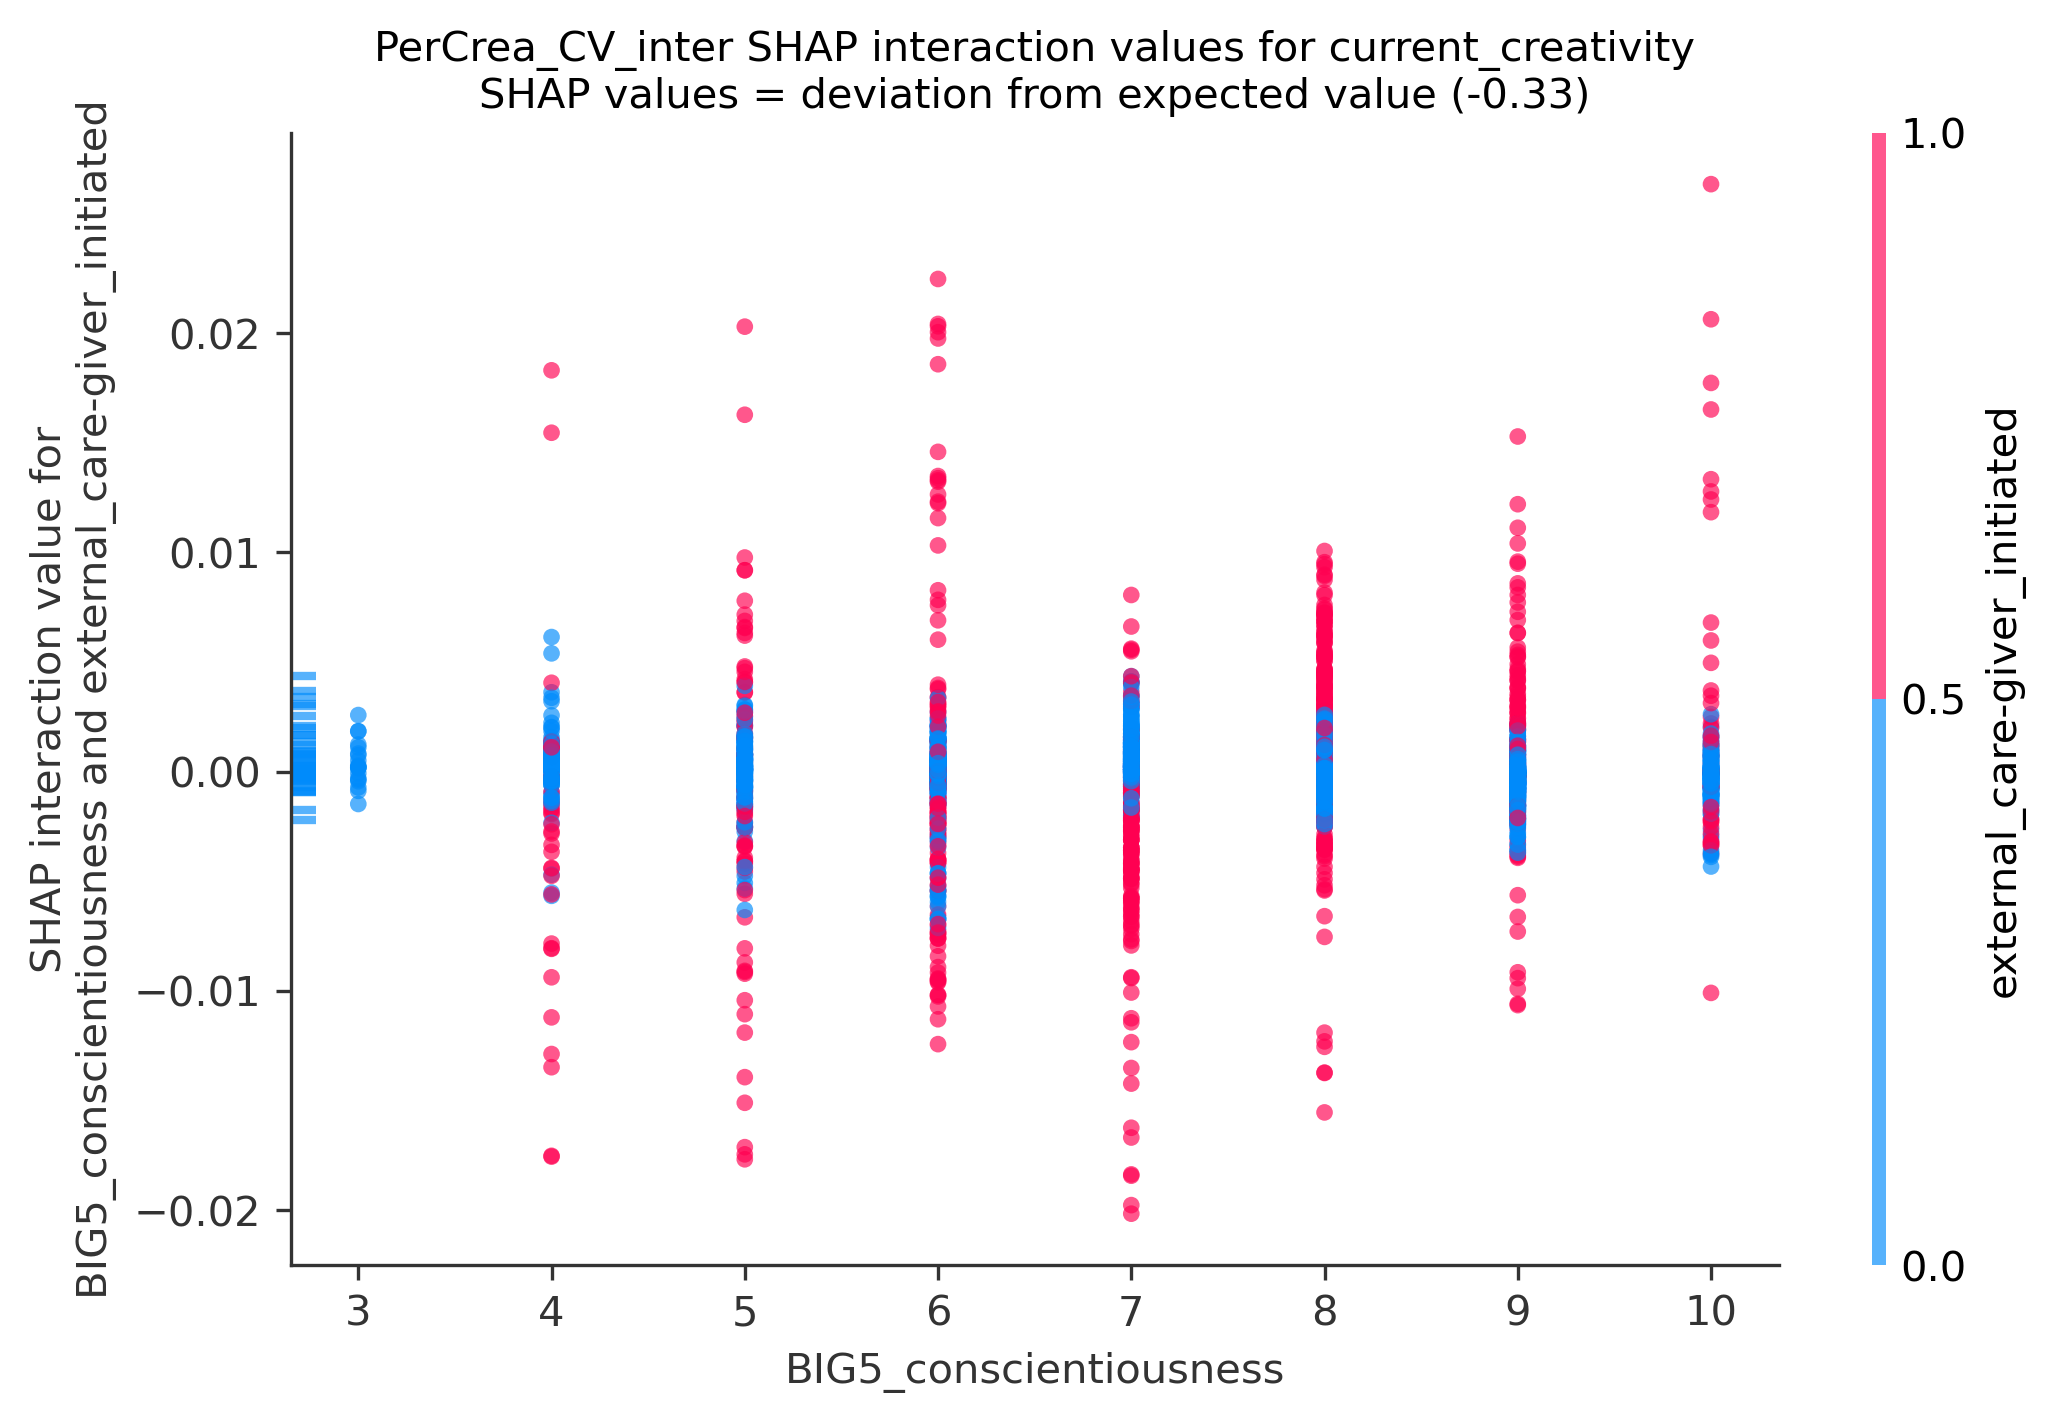 PerCrea_CV_inter SHAP interaction values for current_creativity
SHAP values = deviation from expected value (-0.33)
SHAP interaction value for
BIG5_conscientiousness and external_care-giver_initiated
0.02
0.01
0.00
−0.01
−0.02
3 4 5 6 7 8 9 10
BIG5_conscientiousness
1.0
0.5
0.0
external_care-giver_initiated